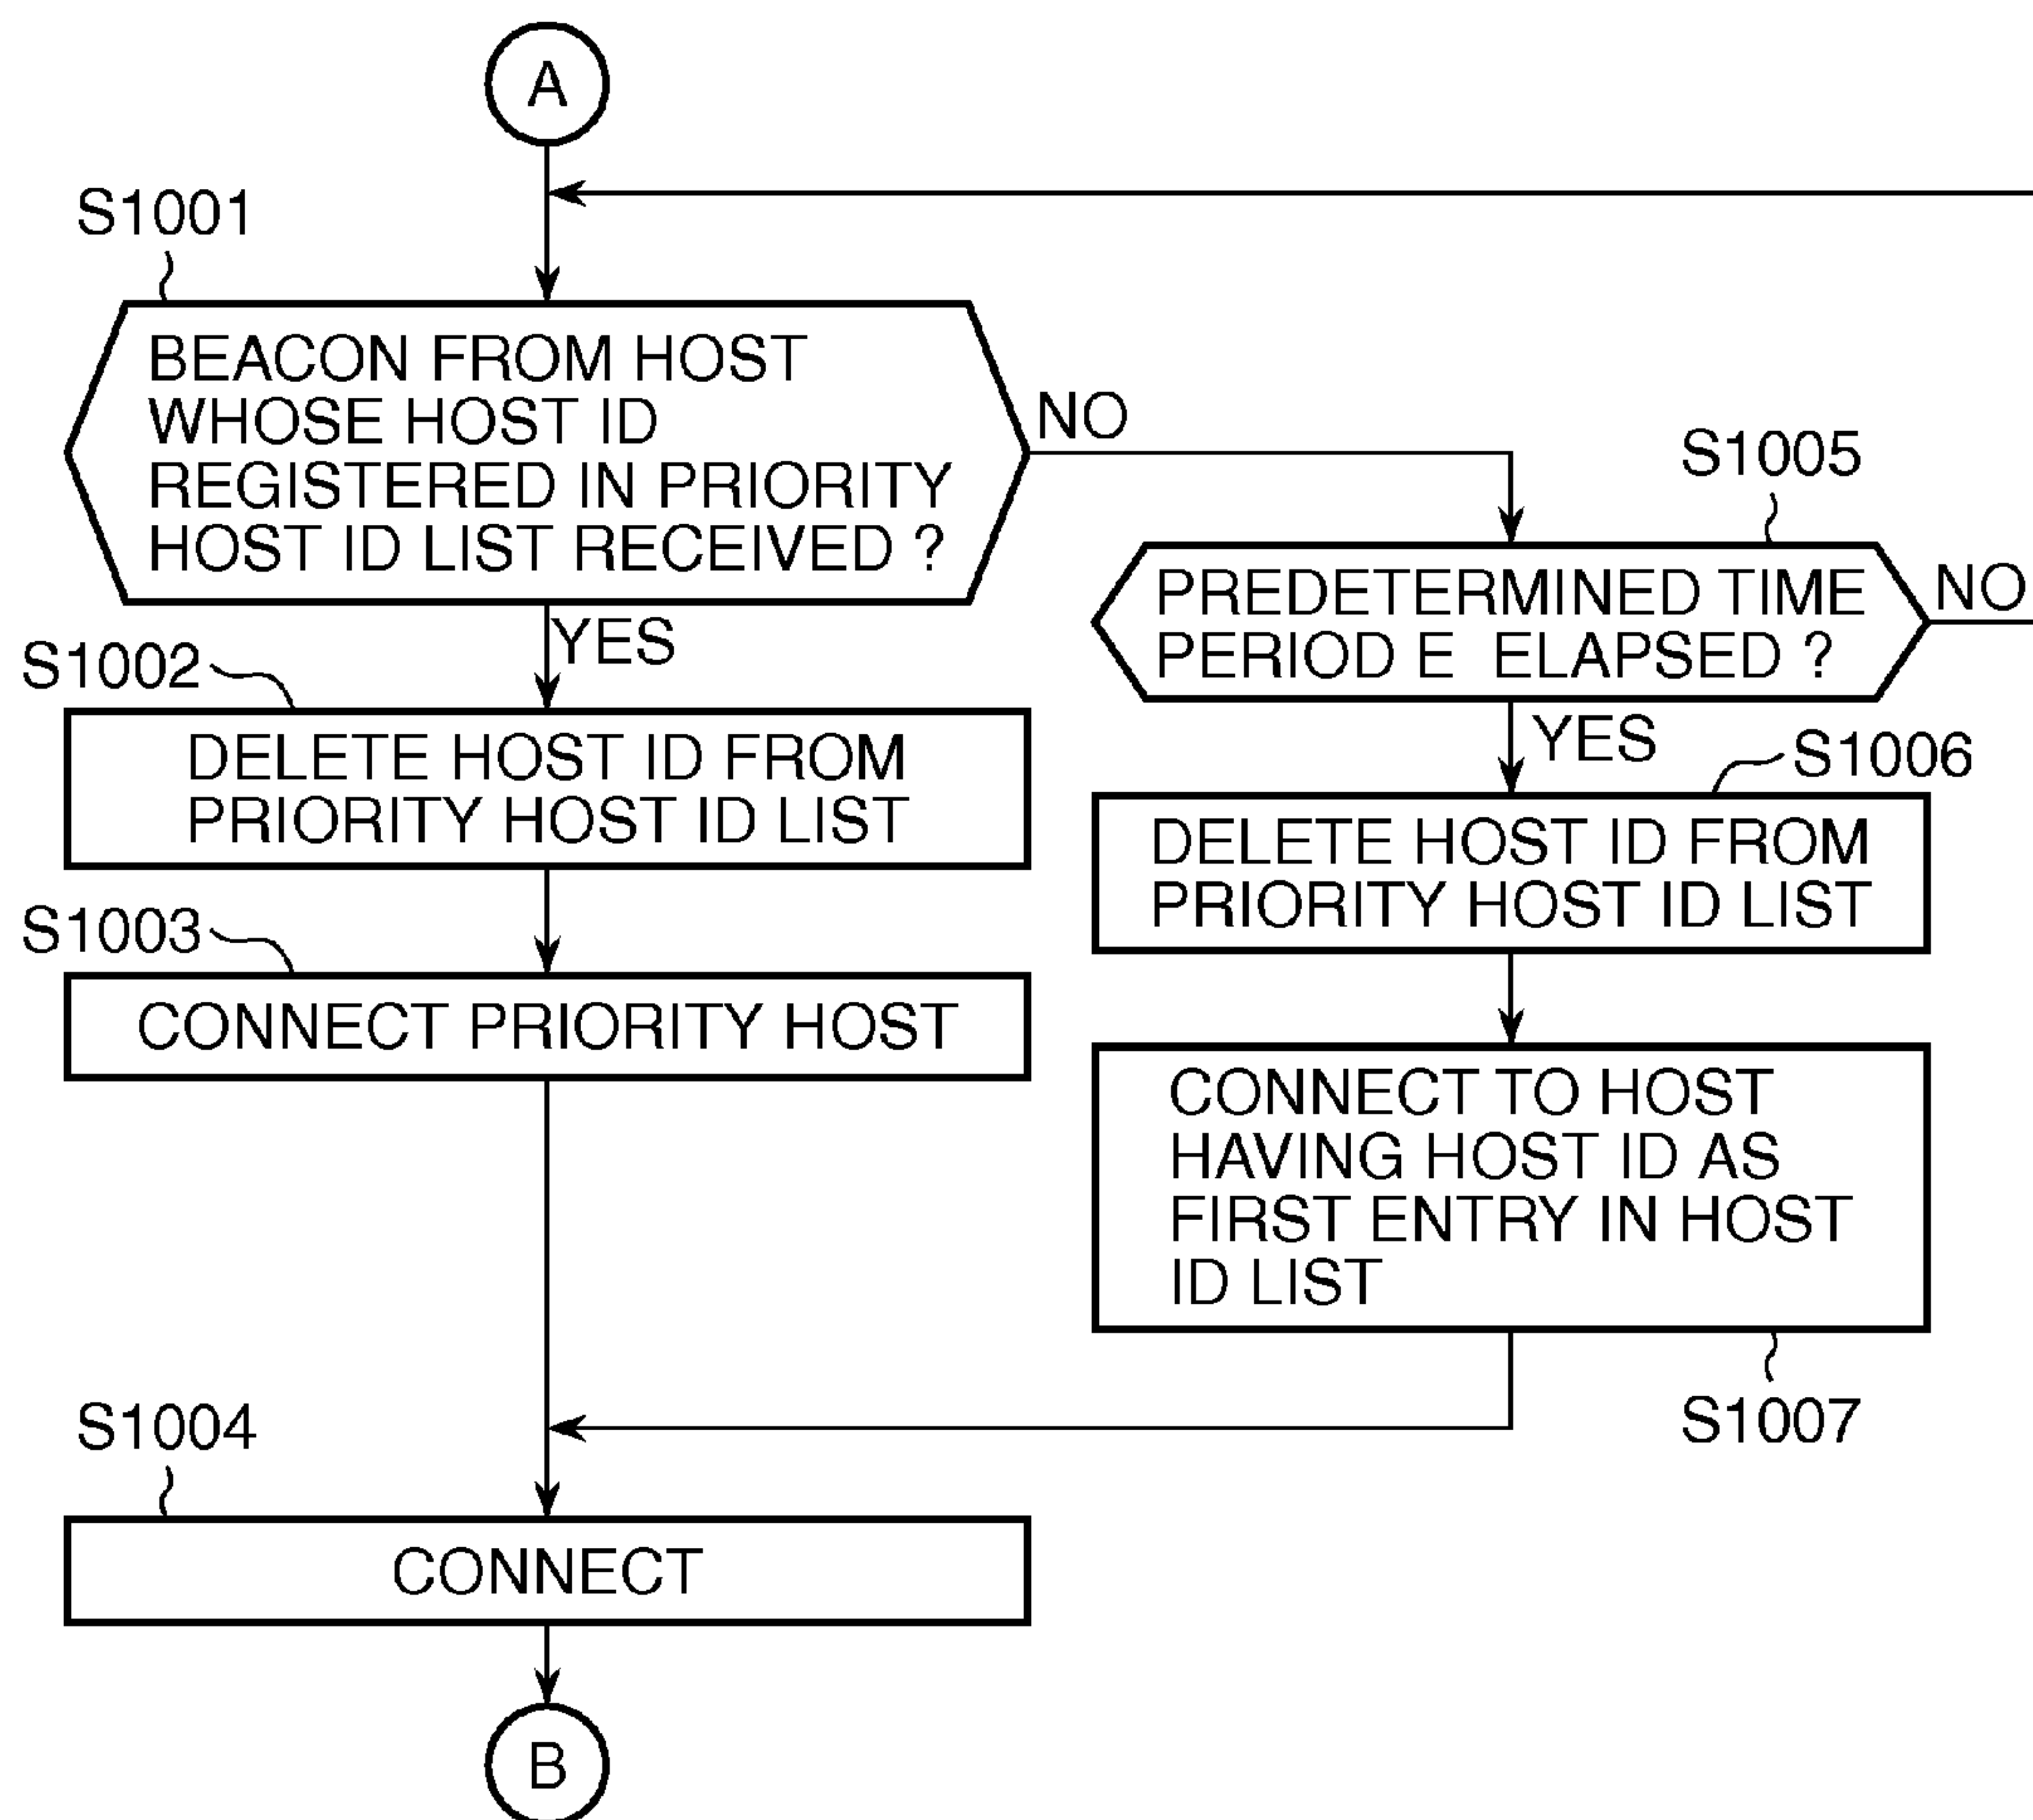 A
S1001
BEACON FROM HOST
WHOSE HOST ID
REGISTERED IN PRIORITY
HOST ID LIST RECEIVED ?
NO
YES
S1002
DELETE HOST ID FROM
PRIORITY HOST ID LIST
S1003
CONNECT PRIORITY HOST
S1005
PREDETERMINED TIME
PERIOD E ELAPSED ?
NO
YES
S1006
DELETE HOST ID FROM
PRIORITY HOST ID LIST
CONNECT TO HOST
HAVING HOST ID AS
FIRST ENTRY IN HOST
ID LIST
S1007
S1004
CONNECT
B